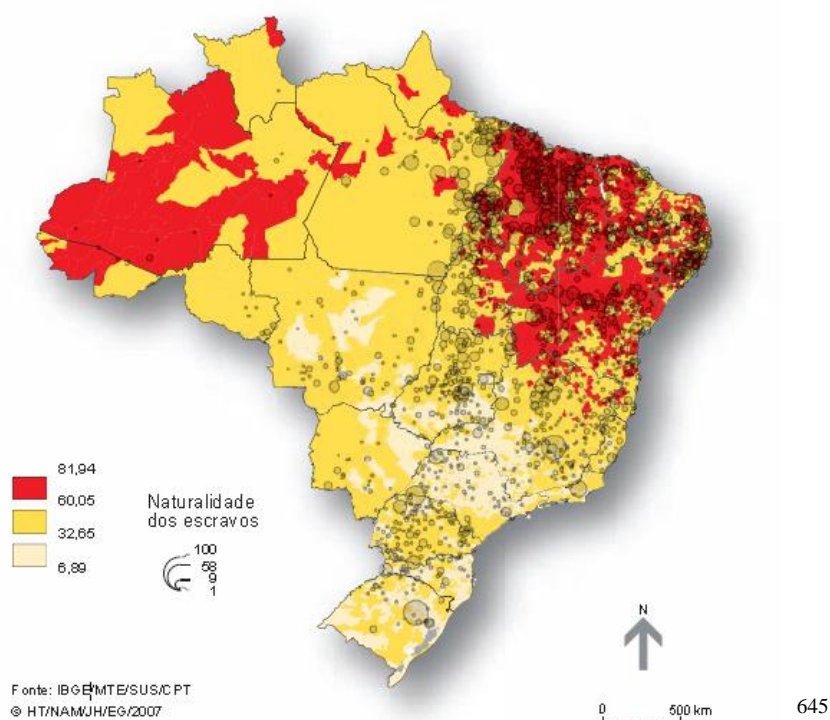 81,94
60,05
32,65
6,89
Naturalidade
dos escravos
100
58
9
1
N
Fonte: IBGE/MTE/SUS/CPT
© HT/NAM/JH/EG/2007
0 500 km
645